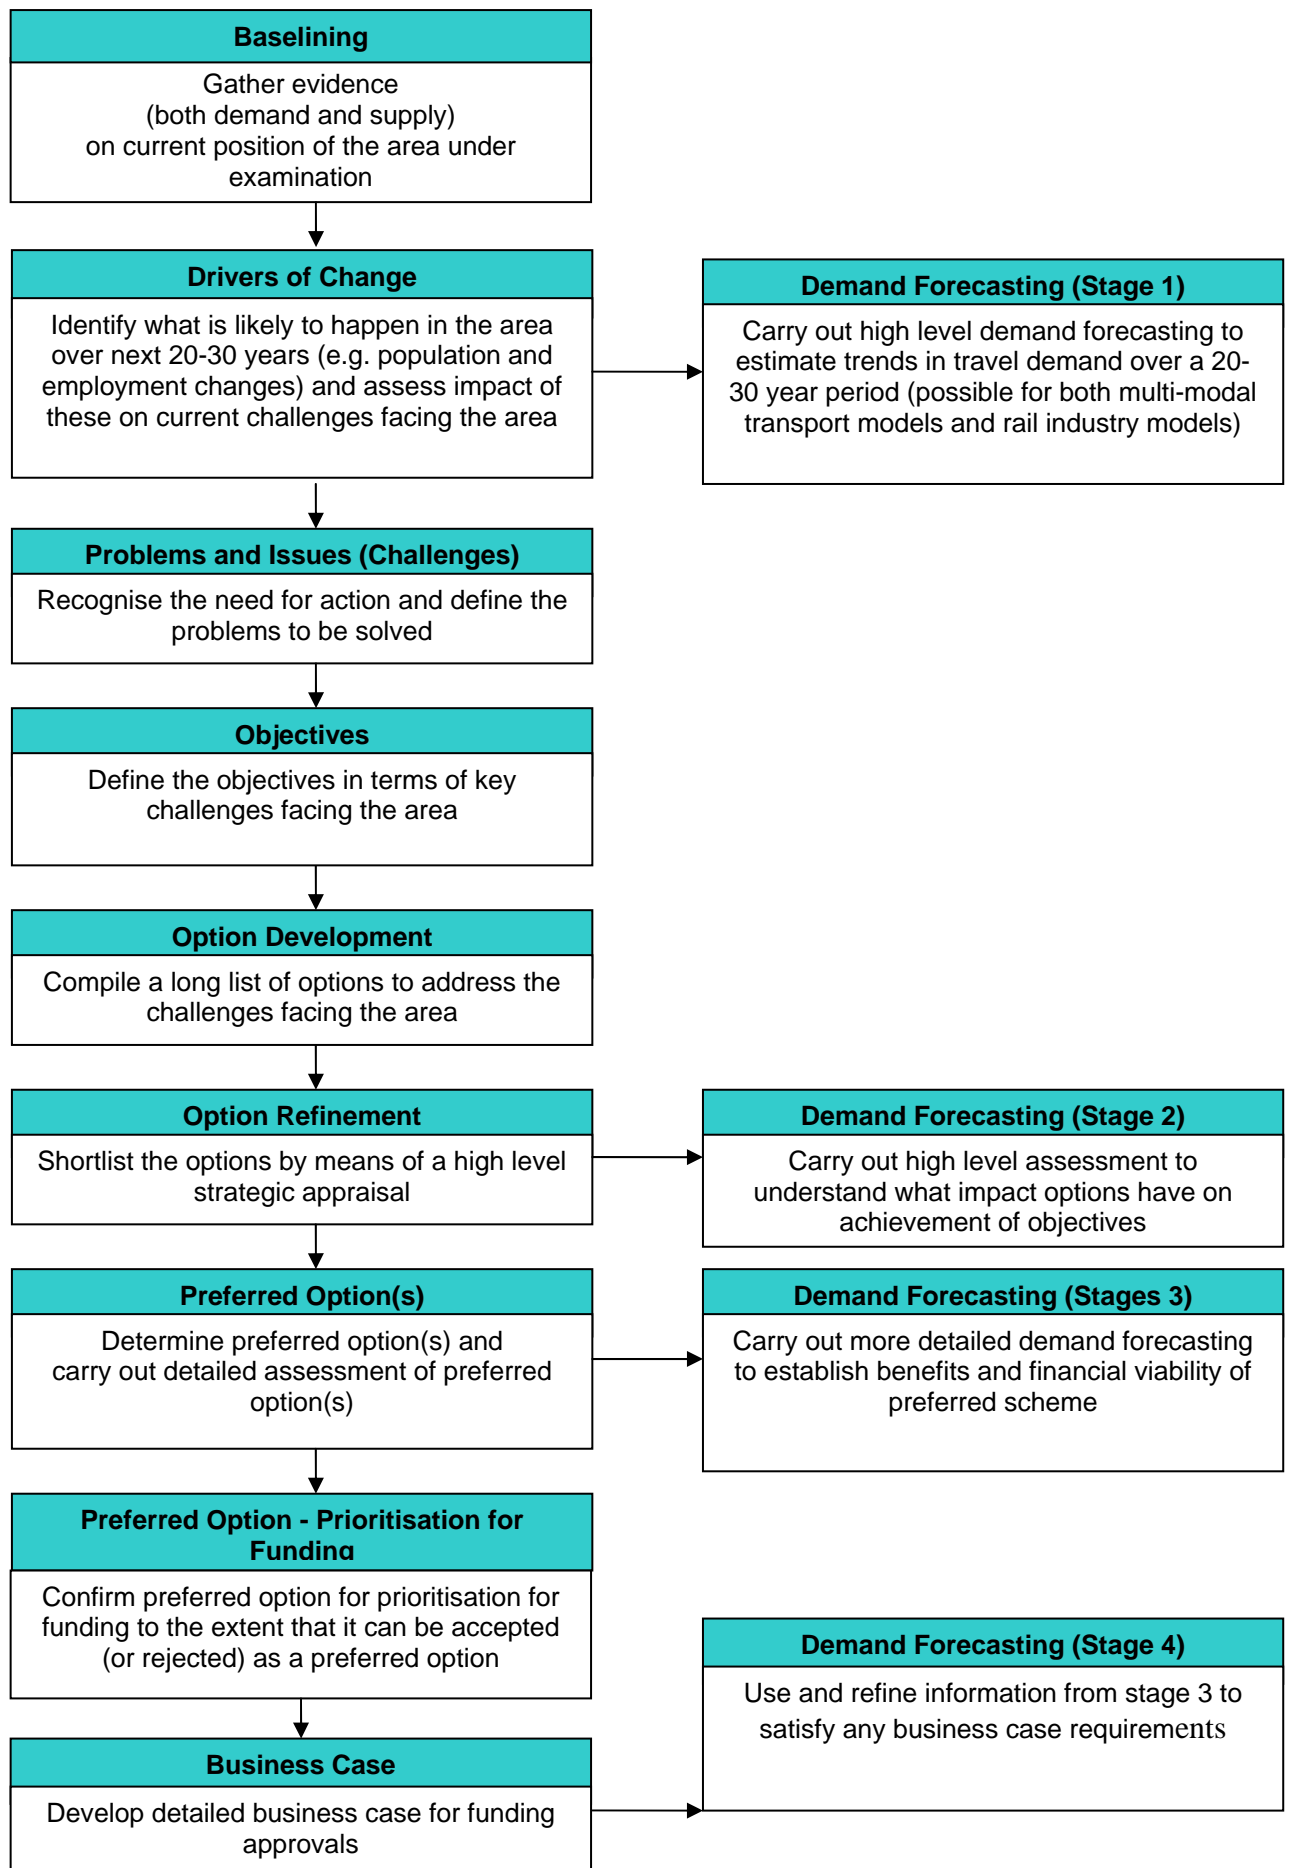 Baselining
Gather evidence
(both demand and supply)
on current position of the area under
examination
Drivers of Change
Identify what is likely to happen in the area
over next 20-30 years (e.g. population and
employment changes) and assess impact of
these on current challenges facing the area
Demand Forecasting (Stage 1)
Carry out high level demand forecasting to
estimate trends in travel demand over a 20-
30 year period (possible for both multi-modal
transport models and rail industry models)
Problems and Issues (Challenges)
Recognise the need for action and define the
problems to be solved
Objectives
Define the objectives in terms of key
challenges facing the area
Option Development
Compile a long list of options to address the
challenges facing the area
Option Refinement
Shortlist the options by means of a high level
strategic appraisal
Demand Forecasting (Stage 2)
Carry out high level assessment to
understand what impact options have on
achievement of objectives
Preferred Option(s)
Determine preferred option(s) and
carry out detailed assessment of preferred
option(s)
Demand Forecasting (Stages 3)
Carry out more detailed demand forecasting
to establish benefits and financial viability of
preferred scheme
Preferred Option - Prioritisation for
Funding
Confirm preferred option for prioritisation for
funding to the extent that it can be accepted
(or rejected) as a preferred option
Demand Forecasting (Stage 4)
Use and refine information from stage 3 to
satisfy any business case requirements
Business Case
Develop detailed business case for funding
approvals